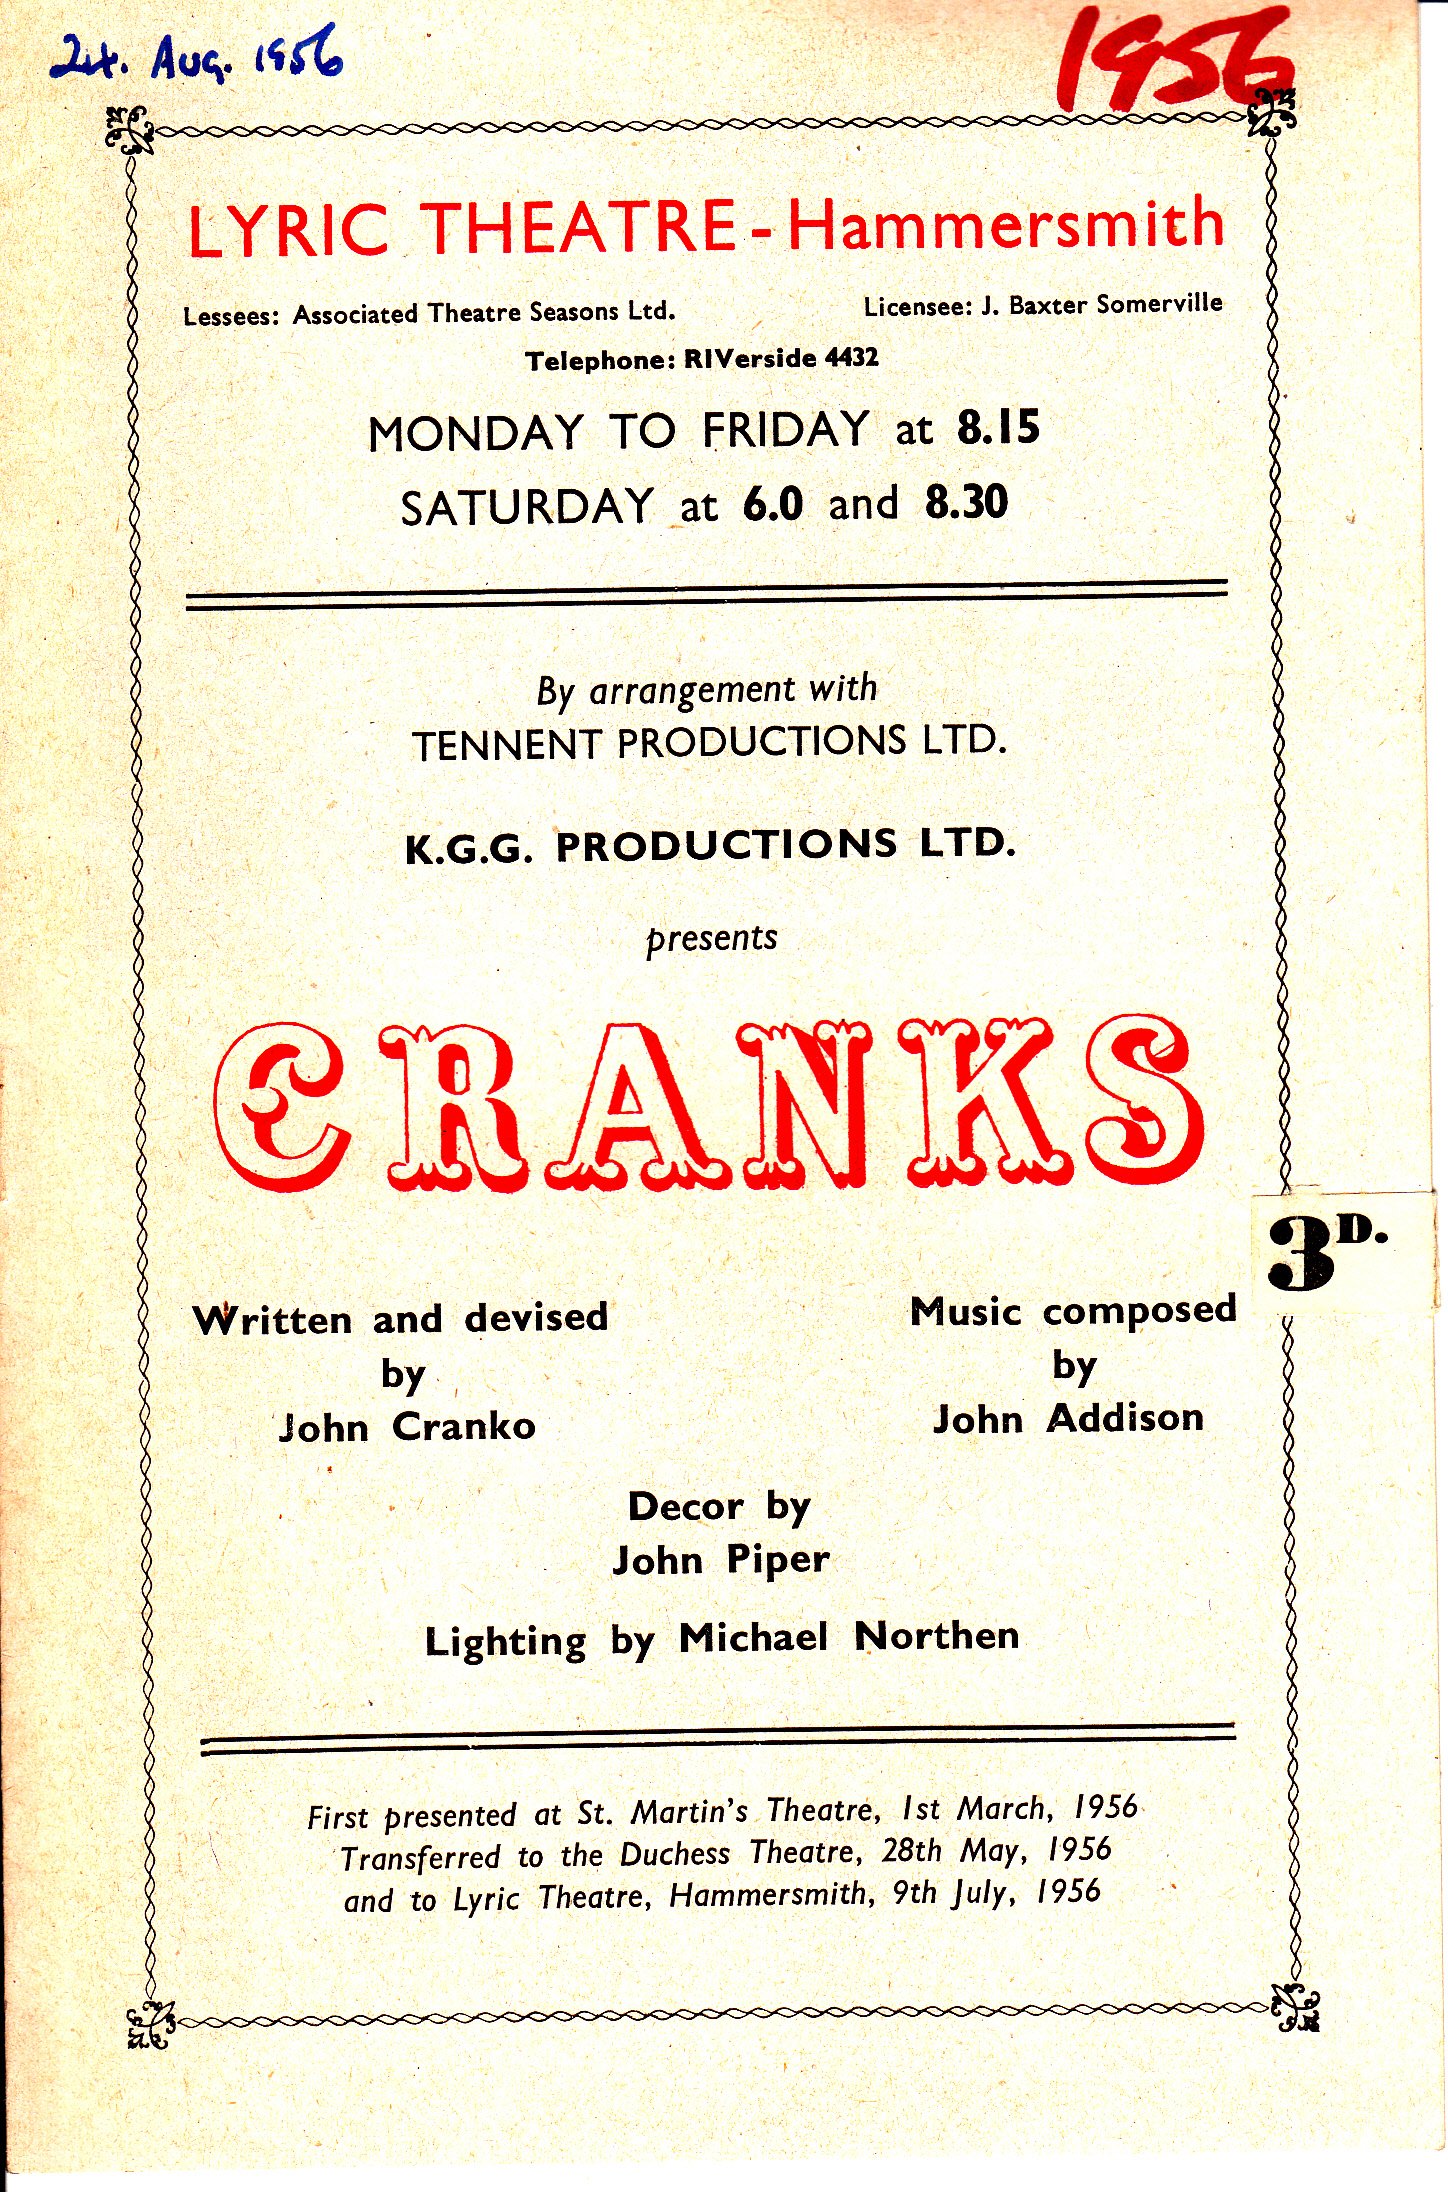 24. Aug. 1956
1956
LYRIC THEATRE - Hammersmith
Lessees: Associated Theatre Seasons Ltd.
Licensee: J. Baxter Somerville
Telephone: RIVerside 4432
MONDAY TO FRIDAY at 8.15
SATURDAY at 6.0 and 8.30
By arrangement with
TENNENT PRODUCTIONS LTD.
K.G.G. PRODUCTIONS LTD.
presents
CRANKS
3D.
Written and devised
by
John Cranko
Music composed
by
John Addison
Decor by
John Piper
Lighting by Michael Northen
First presented at St. Martin's Theatre, 1st March, 1956
Transferred to the Duchess Theatre, 28th May, 1956
and to Lyric Theatre, Hammersmith, 9th July, 1956